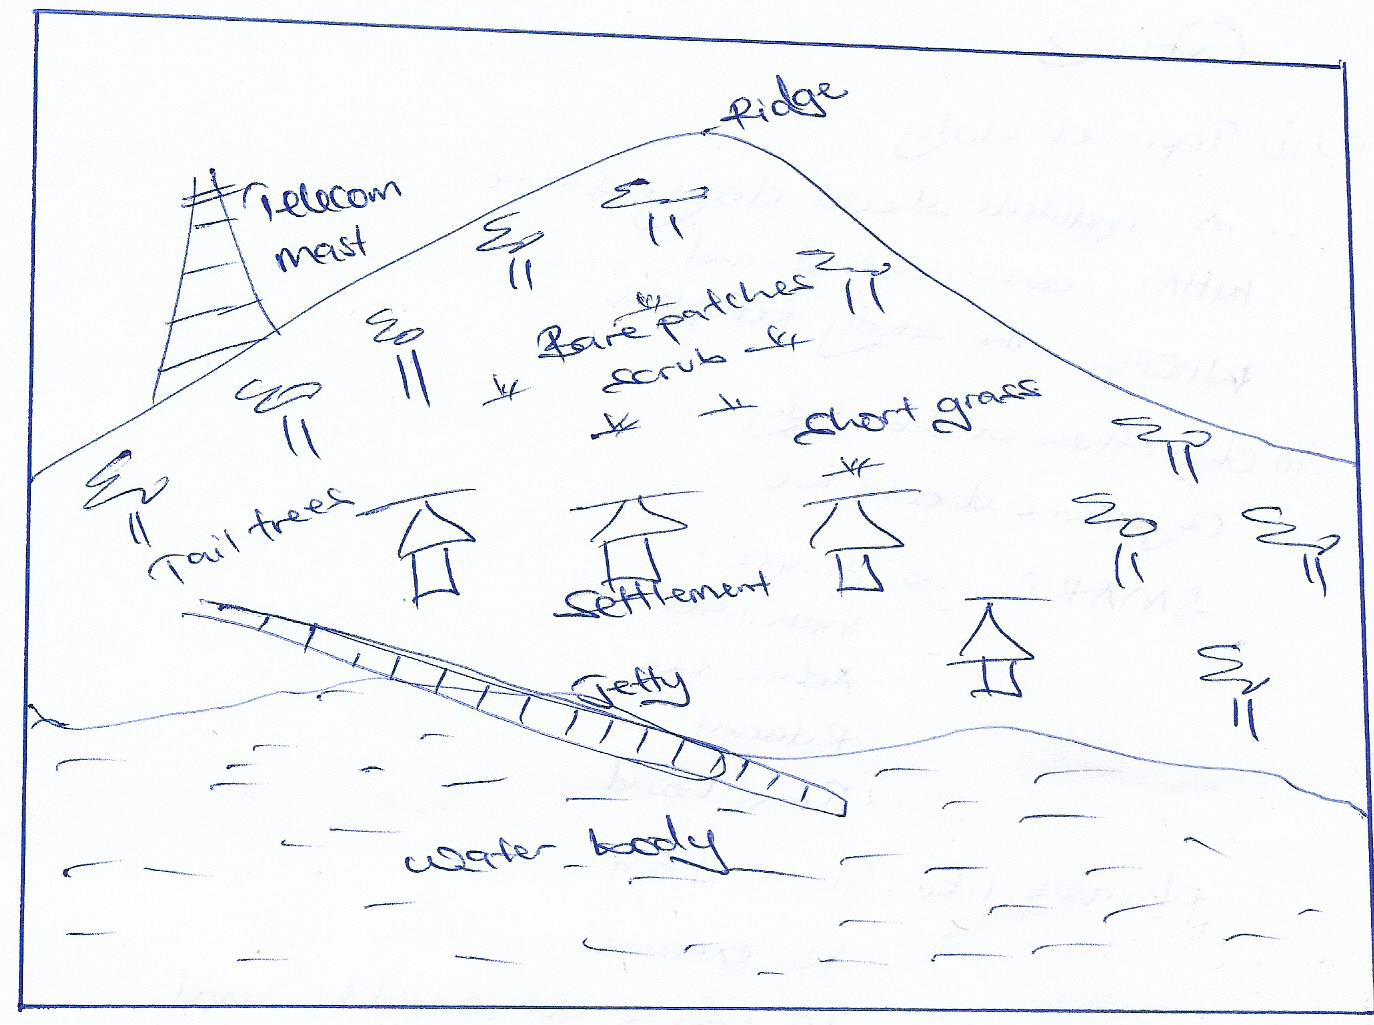 Ridge
Telecom
mast
Bare patches
scrub
Short grass
Tall trees
Settlement
Jetty
Water body